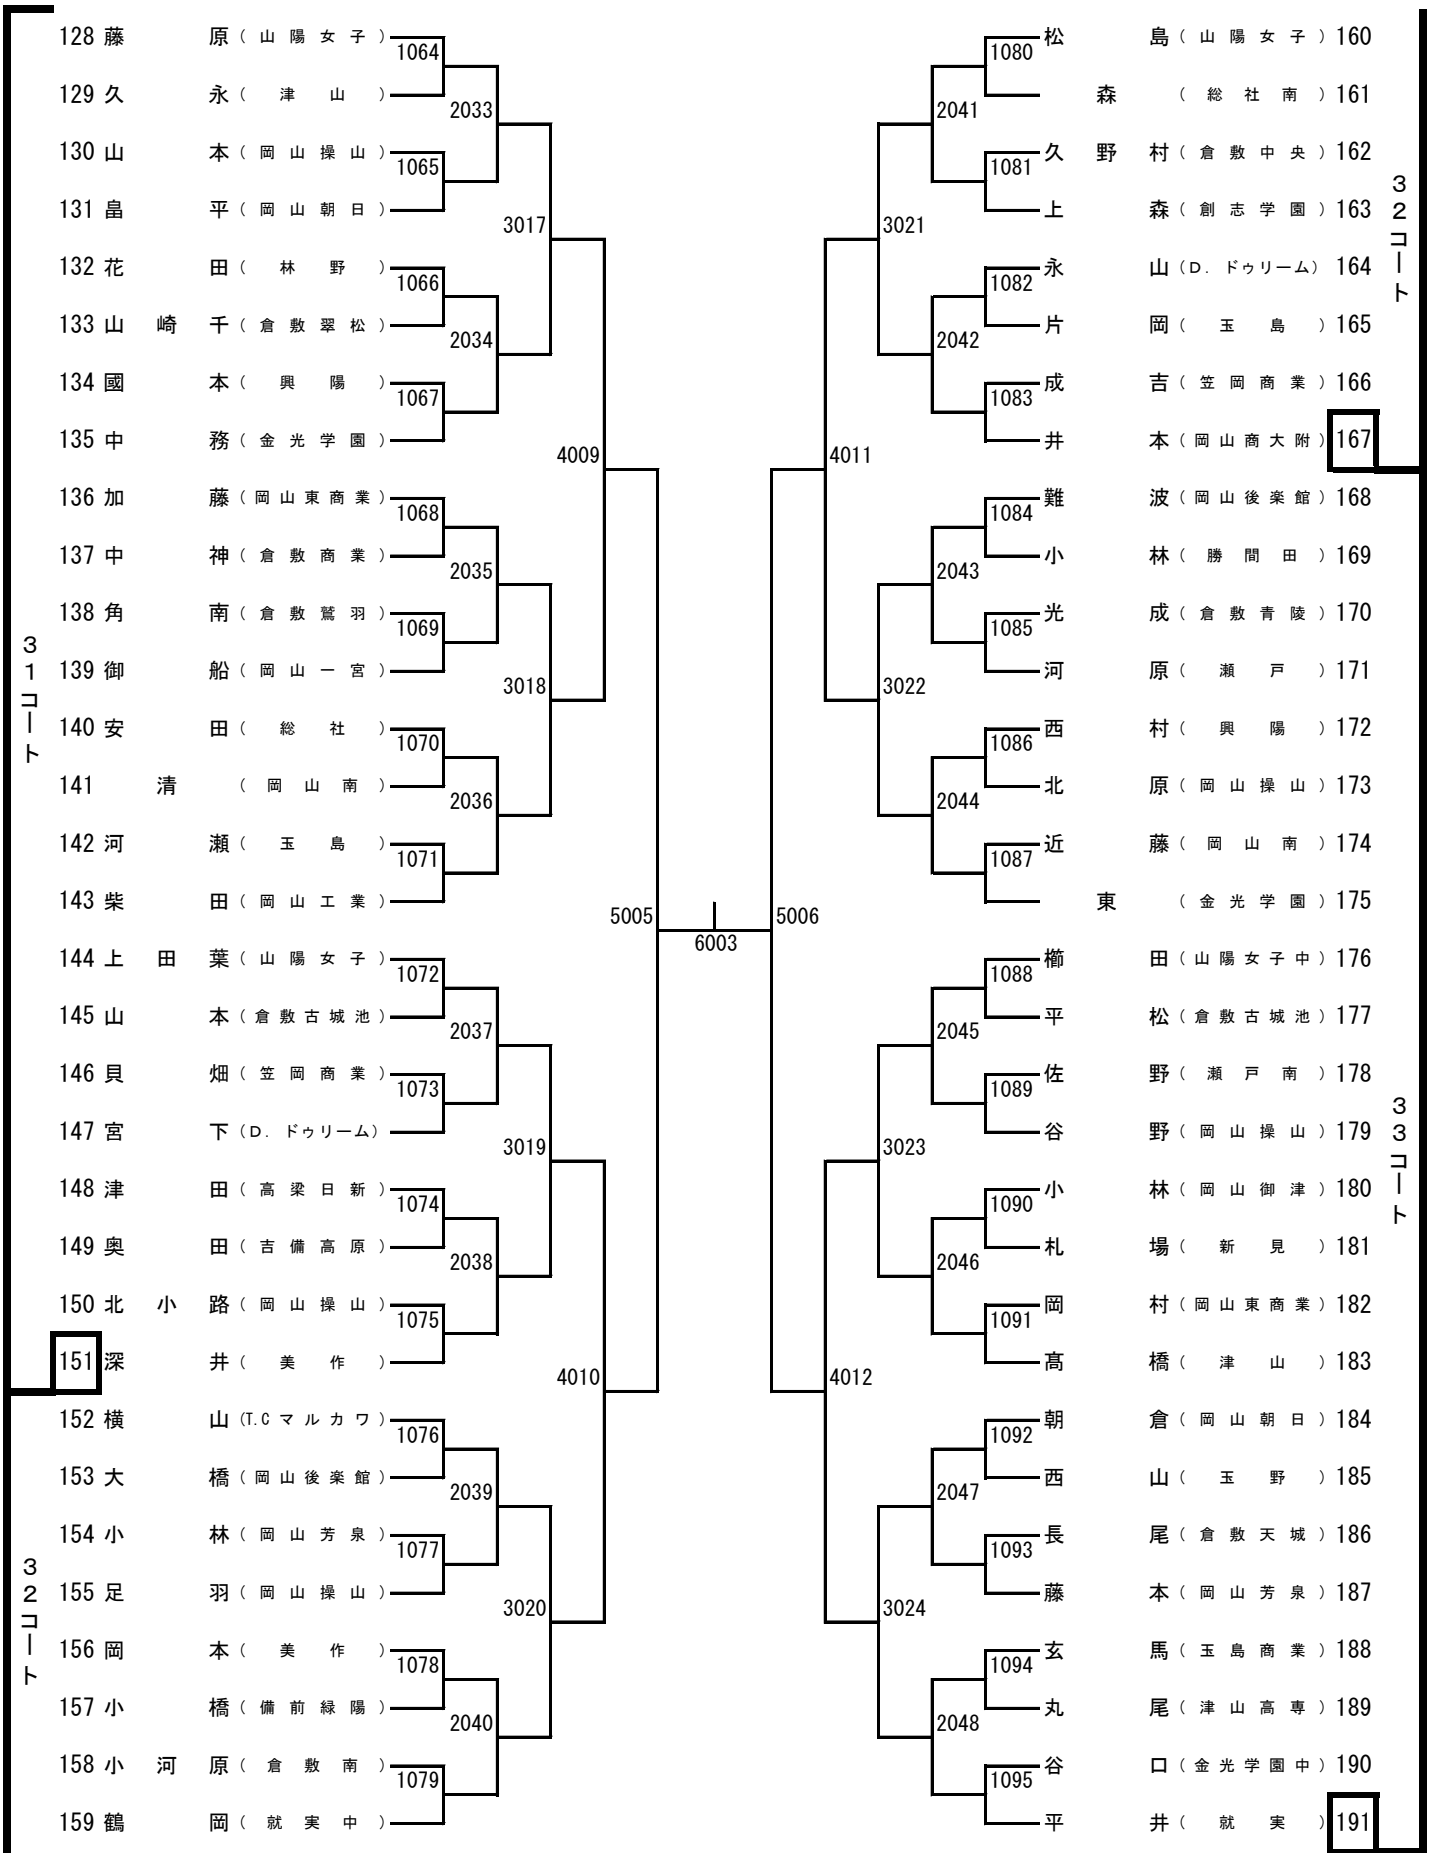 128 藤原(山陽女子)
1064
129 久永(津山)
2033
130 山本(岡山操山)
1065
131 畠平(岡山朝日)
3017
132 花田(林野)
1066
133 山崎千(倉敷翠松)
2034
134 國本(興陽)
1067
135 中務(金光学園)
4009
136 加藤(岡山東商業)
1068
137 中神(倉敷商業)
2035
138 角南(倉敷鷲羽)
1069
139 御船(岡山一宮)
3018
31コート
140 安田(総社)
1070
141 清(岡山南)
2036
142 河瀬(玉島)
1071
143 柴田(岡山工業)
5005
144 上田葉(山陽女子)
1072
145 山本(倉敷古城池)
2037
146 貝畑(笠岡商業)
1073
147 宮下(D.ドゥリーム)
3019
148 津田(高梁日新)
1074
149 奥田(吉備高原)
2038
150 北小路(岡山操山)
1075
151 深井(美作)
4010
152 横山(T.Cマルカワ)
1076
153 大橋(岡山後楽館)
2039
154 小林(岡山芳泉)
1077
155 足羽(岡山操山)
3020
32コート
156 岡本(美作)
1078
157 小橋(備前緑陽)
2040
158 小河原(倉敷南)
1079
159 鶴岡(就実中)
6003
松島(山陽女子)160
1080
森(総社南)161
2041
久野村(倉敷中央)162
1081
上森(創志学園)163
3021
32コート
永山(D.ドゥリーム)164
1082
片岡(玉島)165
2042
成吉(笠岡商業)166
1083
井本(岡山商大附)167
4011
難波(岡山後楽館)168
1084
小林(勝間田)169
2043
光成(倉敷青陵)170
1085
河原(瀬戸)171
3022
西村(興陽)172
1086
北原(岡山操山)173
2044
近藤(岡山南)174
1087
東(金光学園)175
5006
櫛田(山陽女子中)176
1088
平松(倉敷古城池)177
2045
佐野(瀬戸南)178
1089
谷野(岡山操山)179
3023
33コート
小林(岡山御津)180
1090
札場(新見)181
2046
岡村(岡山東商業)182
1091
髙橋(津山)183
4012
朝倉(岡山朝日)184
1092
西山(玉野)185
2047
長尾(倉敷天城)186
1093
藤本(岡山芳泉)187
3024
玄馬(玉島商業)188
1094
丸尾(津山高専)189
2048
谷口(金光学園中)190
1095
平井(就実)191